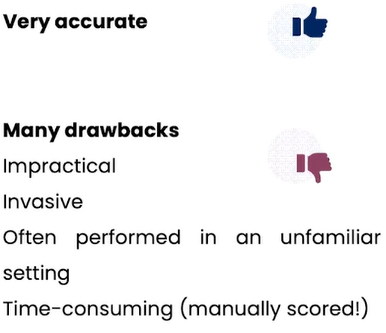 Very accurate
Many drawbacks
Impractical
Invasive
Often performed in an unfamiliar
setting
Time-consuming (manually scored!)